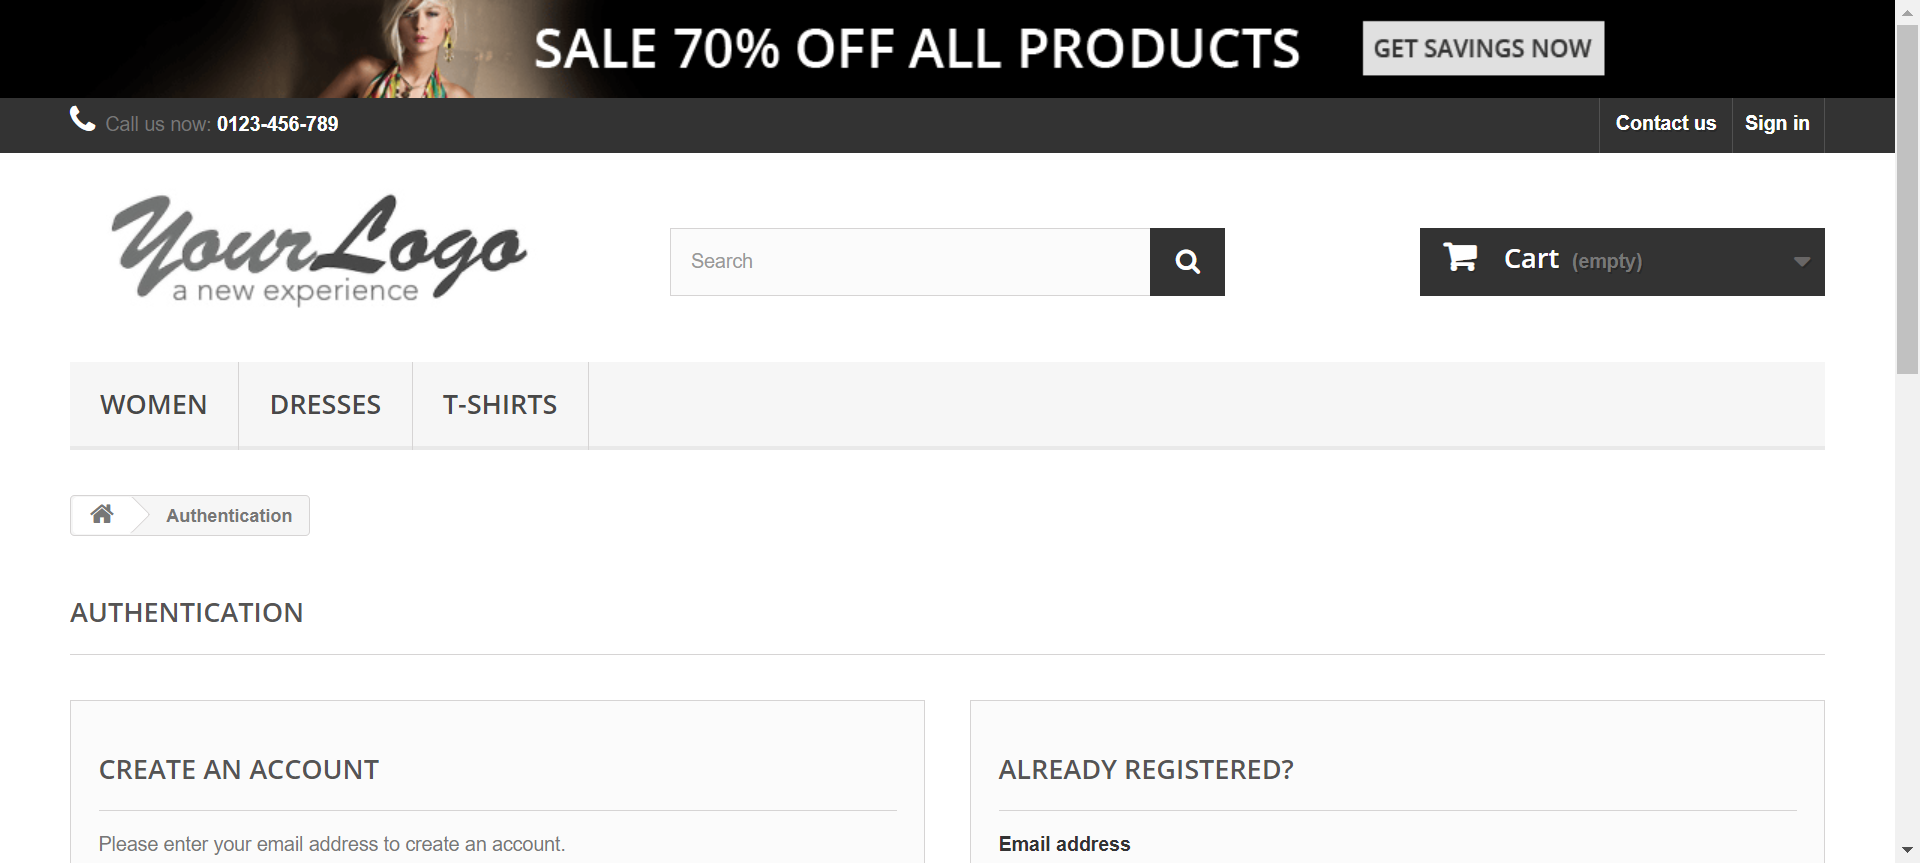 SALE 70% OFF ALL PRODUCTS
GET SAVINGS NOW
Call us now: 0123-456-789
Contact us
Sign in
Your Logo
a new experience
Search
Cart (empty)
WOMEN
DRESSES
T-SHIRTS
Authentication
AUTHENTICATION
CREATE AN ACCOUNT
Please enter your email address to create an account.
ALREADY REGISTERED?
Email address